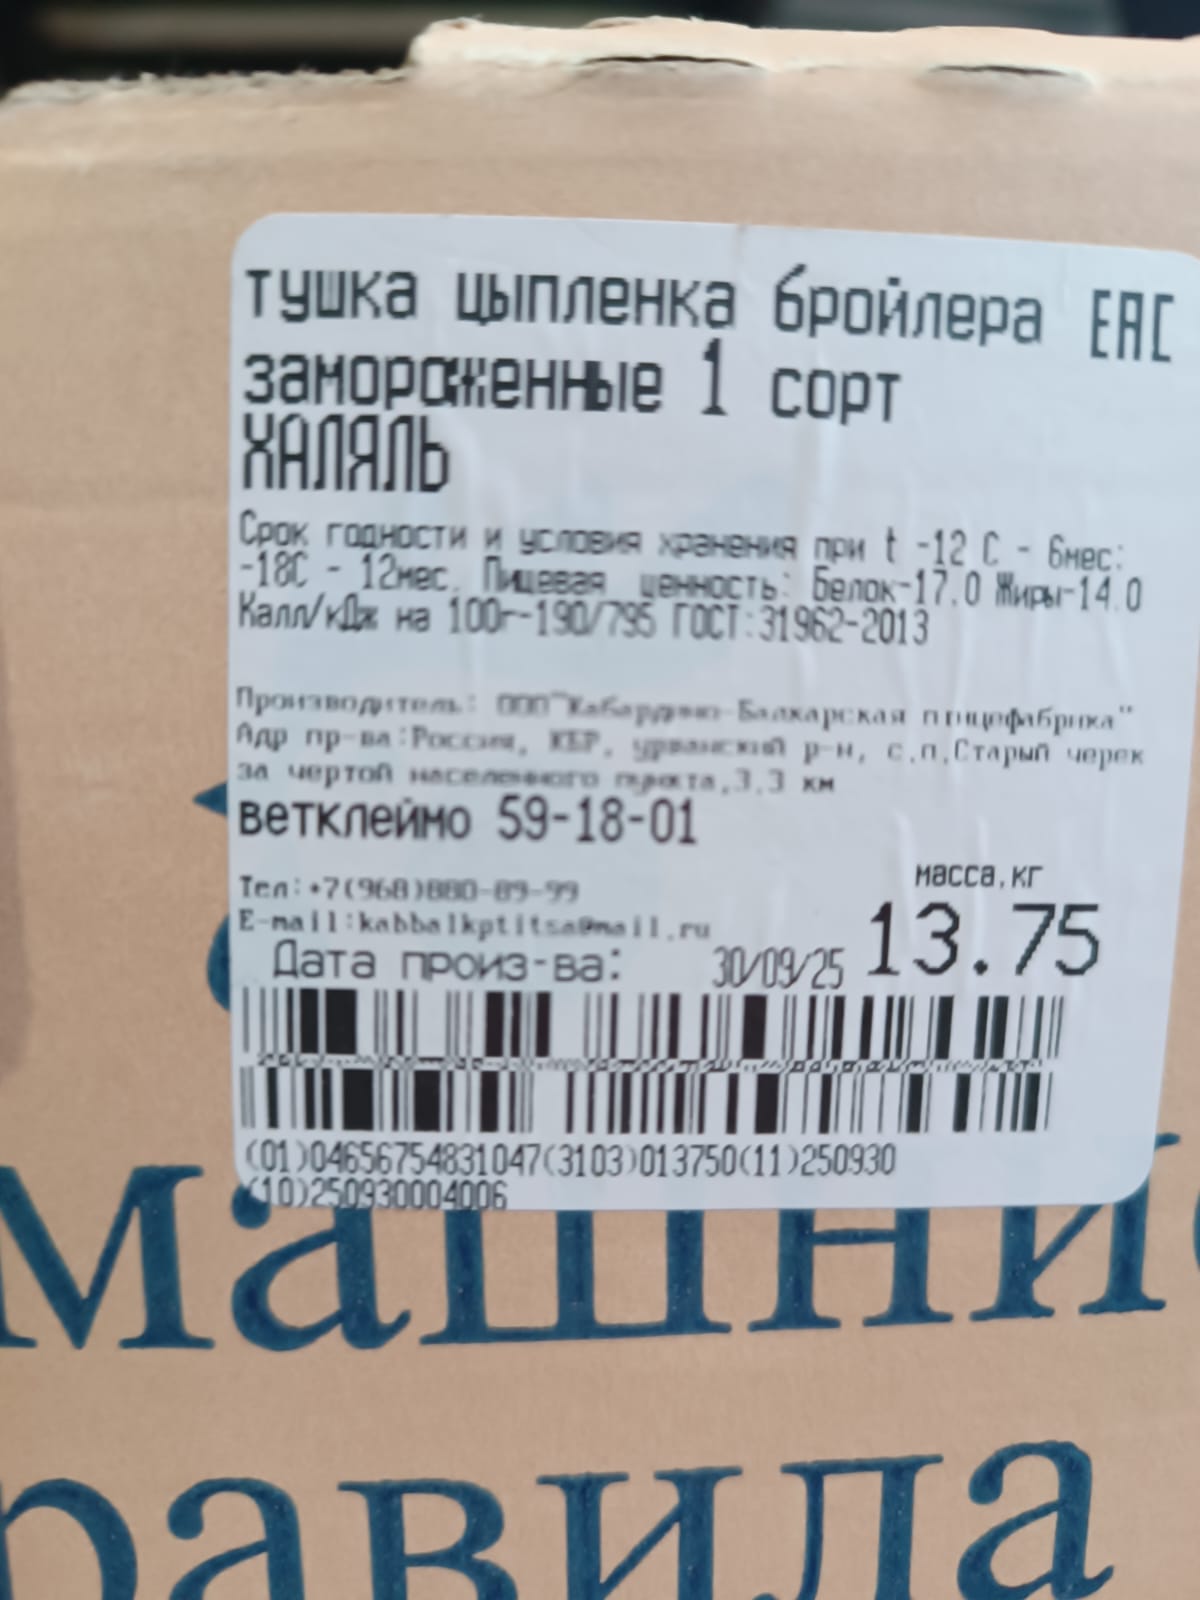 тушка цыпленка бройлера ЕАС
замороженные 1 сорт
ХАЛЯЛЬ
Срок годности и условия хранения при t -12 С - 6мес:
-18С - 12мес. Пищевая ценность: Белок-17.0 Жиры-14.0
Калл/кДж на 100г-190/795 ГОСТ:31962-2013
Производитель: ООО"Кабардино-Балкарская птицефабрика"
Адр пр-ва:Россия, КБР, урванский р-н, с.п.Старый черек
за чертой населенного пункта,3.3 км
ветклеймо 59-18-01
Тел:+7(968)880-89-99
E-mail:kabbalkptitsa@mail.ru
масса,кг
Дата произ-ва: 30/09/25 13.75
(01)04656754831047(3103)013750(11)250930
(10)250930004006
машние
равила